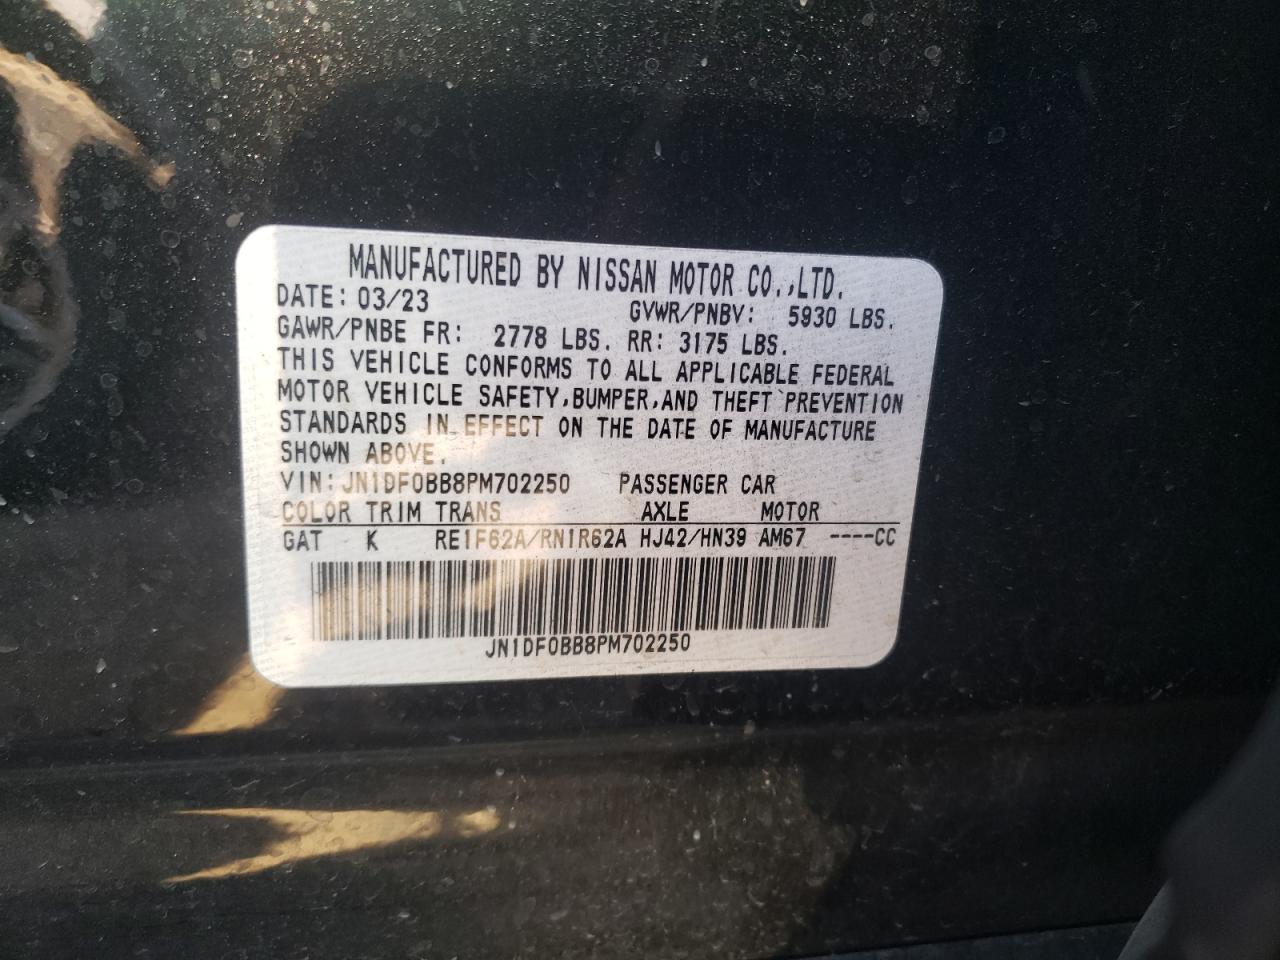 MANUFACTURED BY NISSAN MOTOR CO.,LTD.
DATE: 03/23 GVWR/PNBV: 5930 LBS.
GAWR/PNBE FR: 2778 LBS. RR: 3175 LBS.
THIS VEHICLE CONFORMS TO ALL APPLICABLE FEDERAL
MOTOR VEHICLE SAFETY,BUMPER,AND THEFT PREVENTION
STANDARDS IN EFFECT ON THE DATE OF MANUFACTURE
SHOWN ABOVE.
VIN: JN1DF0BB8PM702250 PASSENGER CAR
COLOR TRIM TRANS AXLE MOTOR
GAT K RE1F62A/RN1R62A HJ42/HN39 AM67 ----CC
JN1DF0BB8PM702250